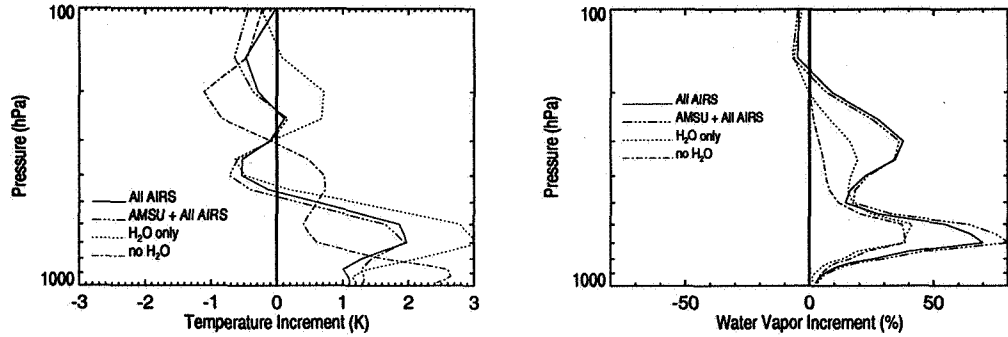 100
Pressure (hPa)
All AIRS
AMSU + All AIRS
H₂O only
no H₂O
1000
-3 -2 -1 0 1 2 3
Temperature Increment (K)
100
Pressure (hPa)
All AIRS
AMSU + All AIRS
H₂O only
no H₂O
1000
-50 0 50
Water Vapor Increment (%)